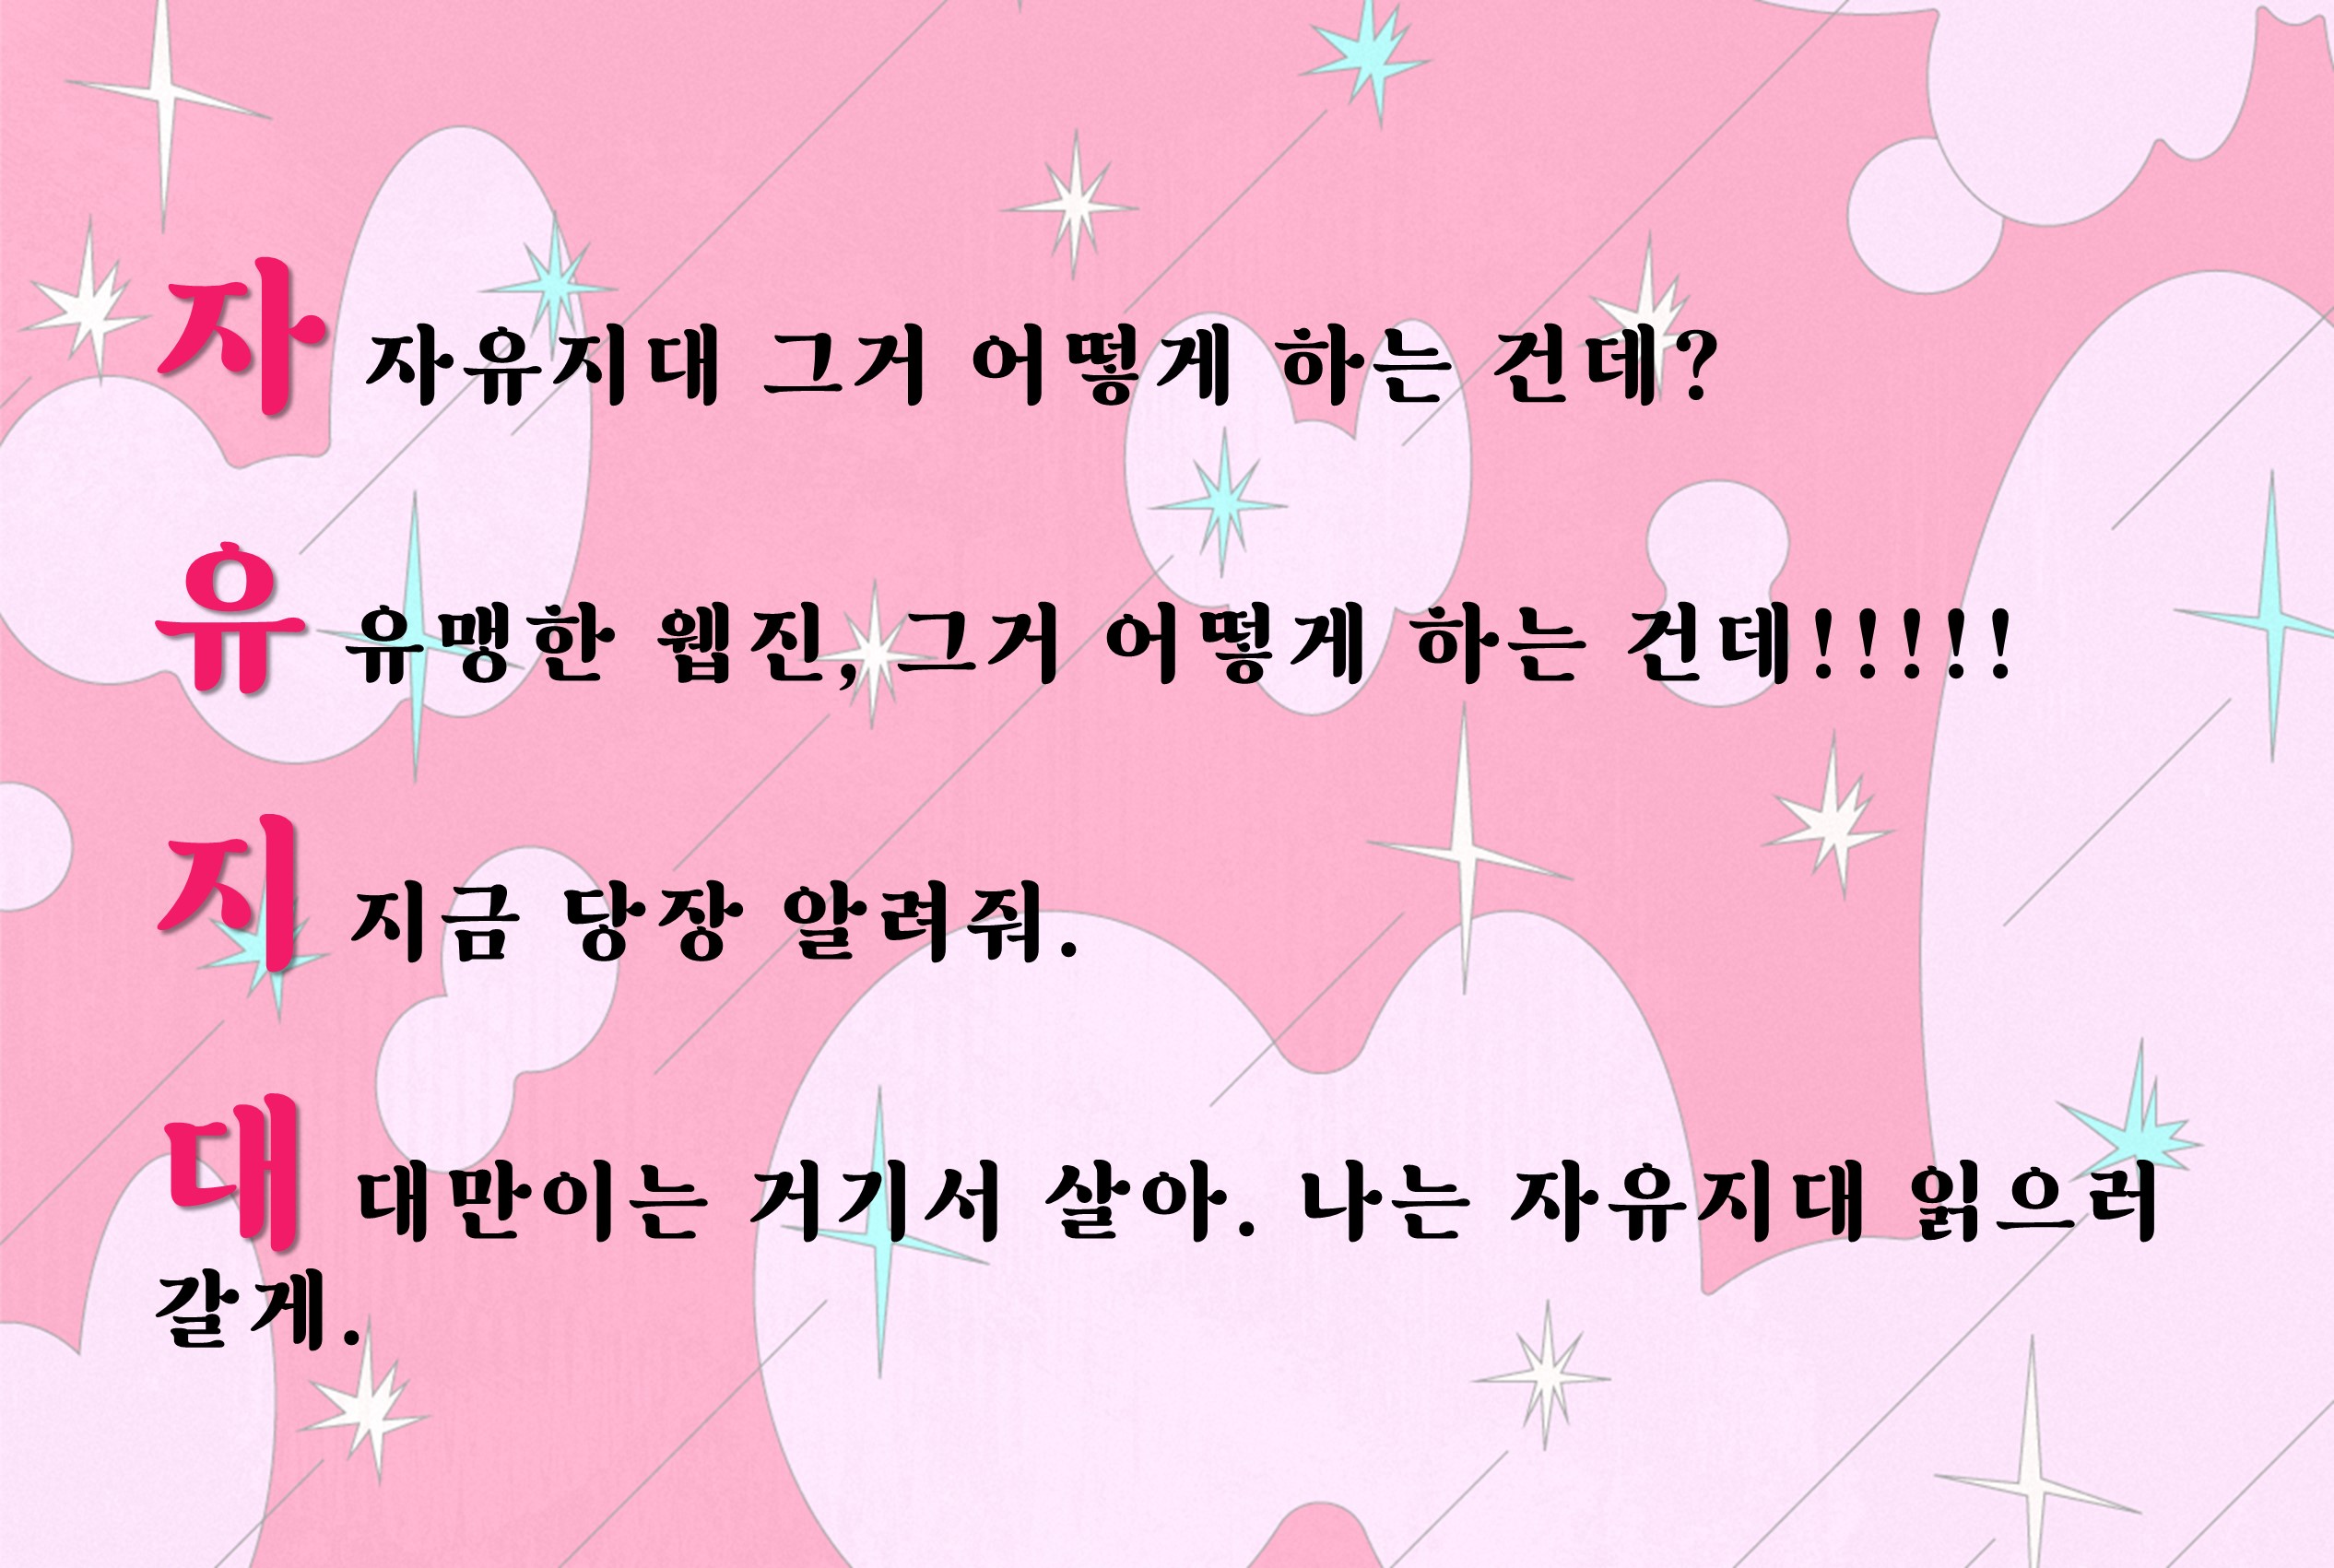 자 자유지대 그거 어떻게 하는 건데?
유 유맹한 웹진, 그거 어떻게 하는 건데!!!!!
지 지금 당장 알려줘.
대 대만이는 거기서 살아. 나는 자유지대 읽으러
갈게.